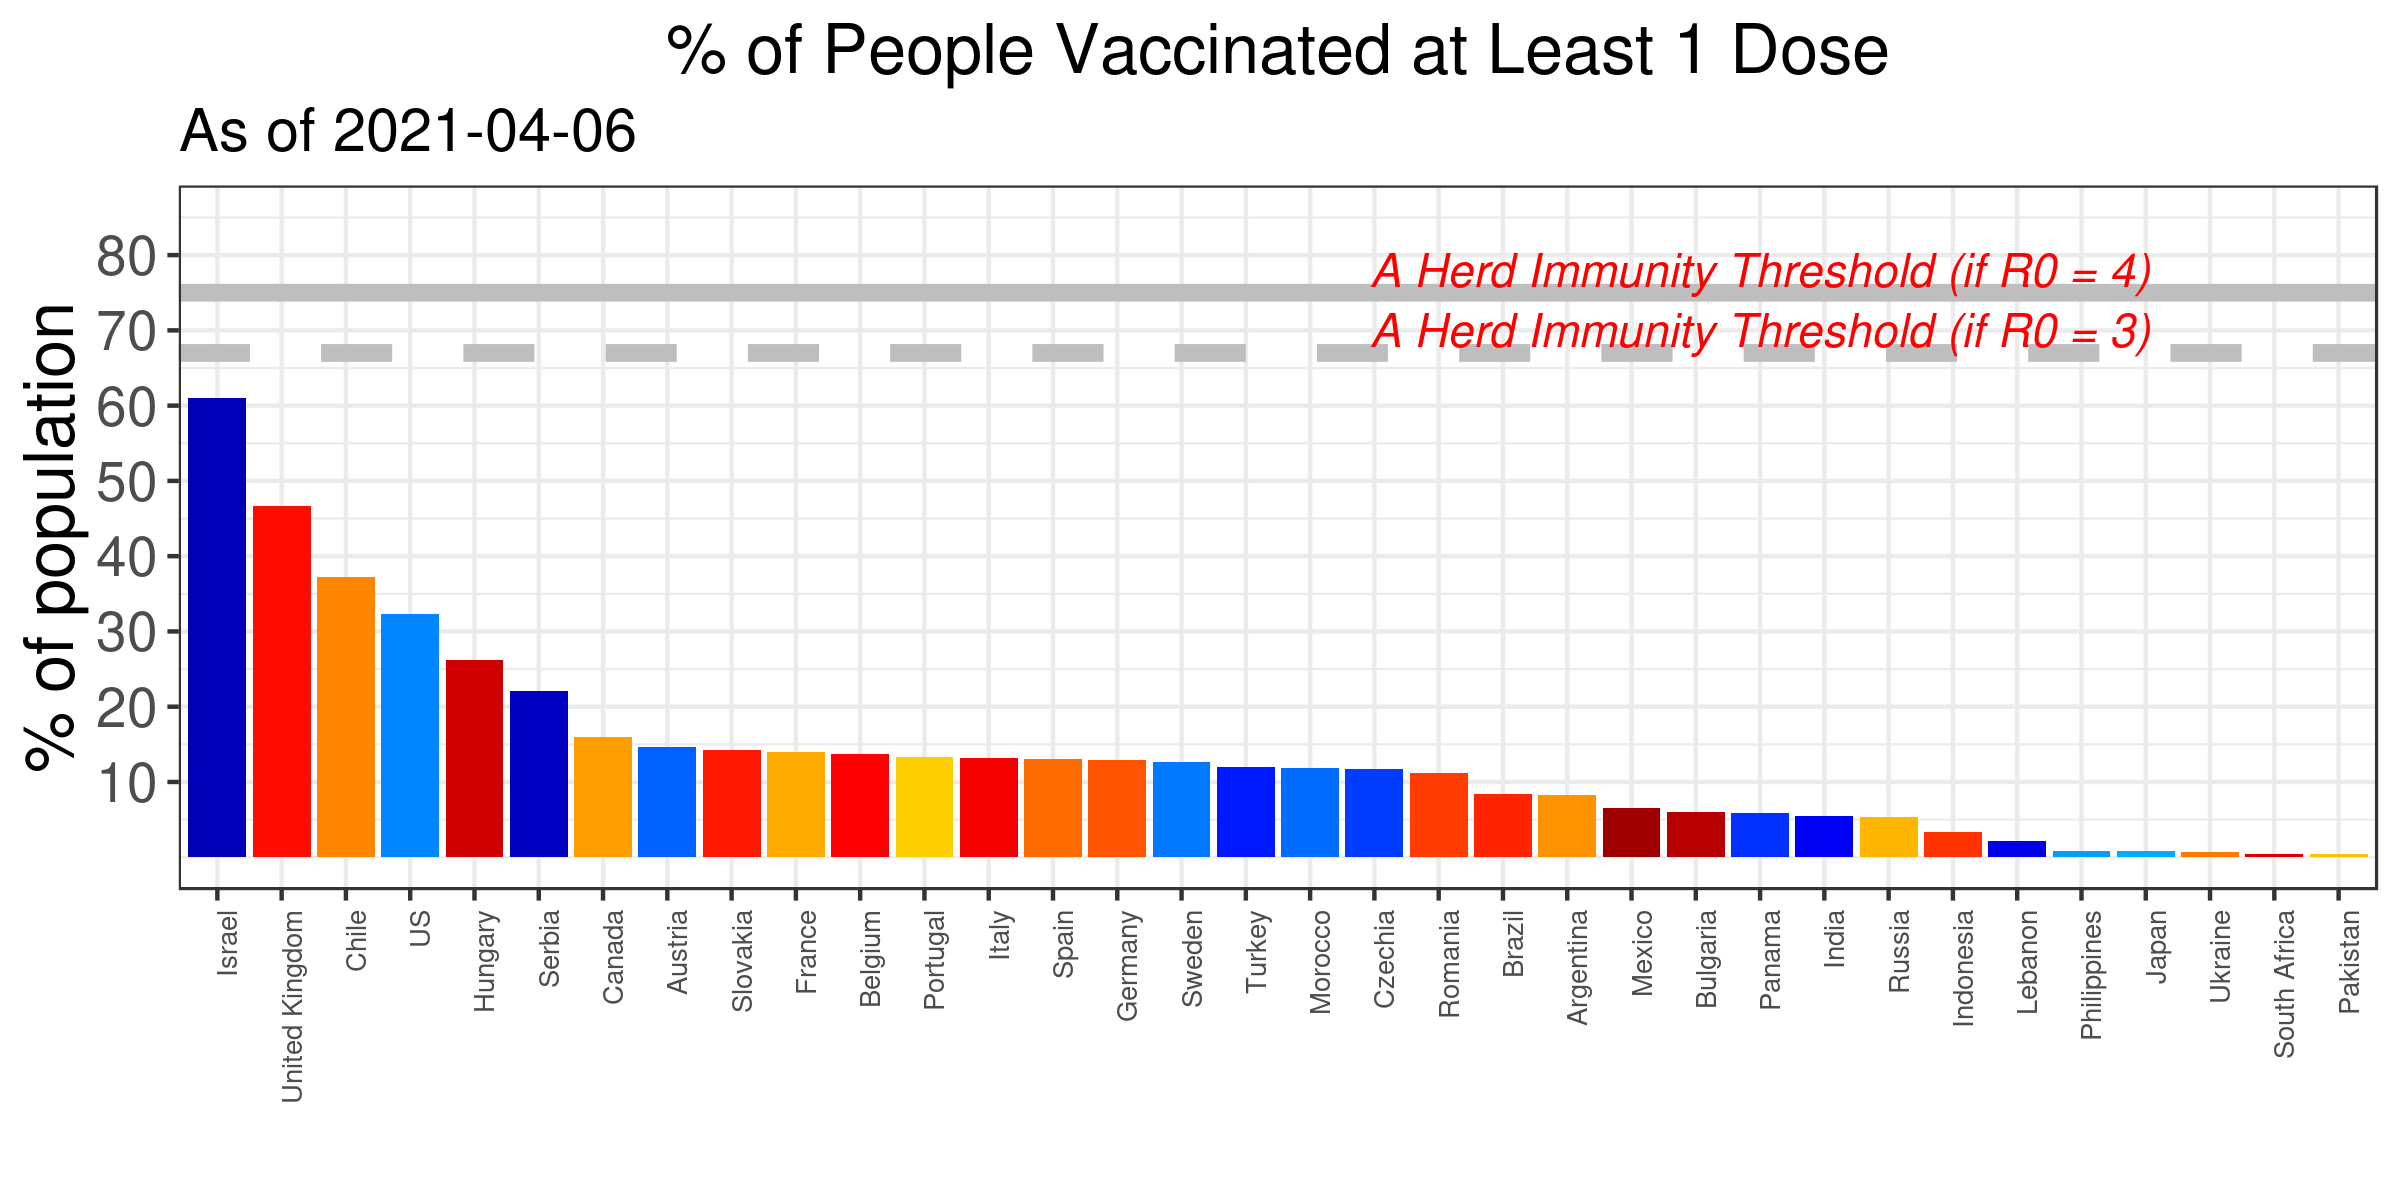 % of People Vaccinated at Least 1 Dose
As of 2021-04-06
% of population
80
70
60
50
40
30
20
10
A Herd Immunity Threshold (if R0 = 4)
A Herd Immunity Threshold (if R0 = 3)
Israel
United Kingdom
Chile
US
Hungary
Serbia
Canada
Austria
Slovakia
France
Belgium
Portugal
Italy
Spain
Germany
Sweden
Turkey
Morocco
Czechia
Romania
Brazil
Argentina
Mexico
Bulgaria
Panama
India
Russia
Indonesia
Lebanon
Philippines
Japan
Ukraine
South Africa
Pakistan